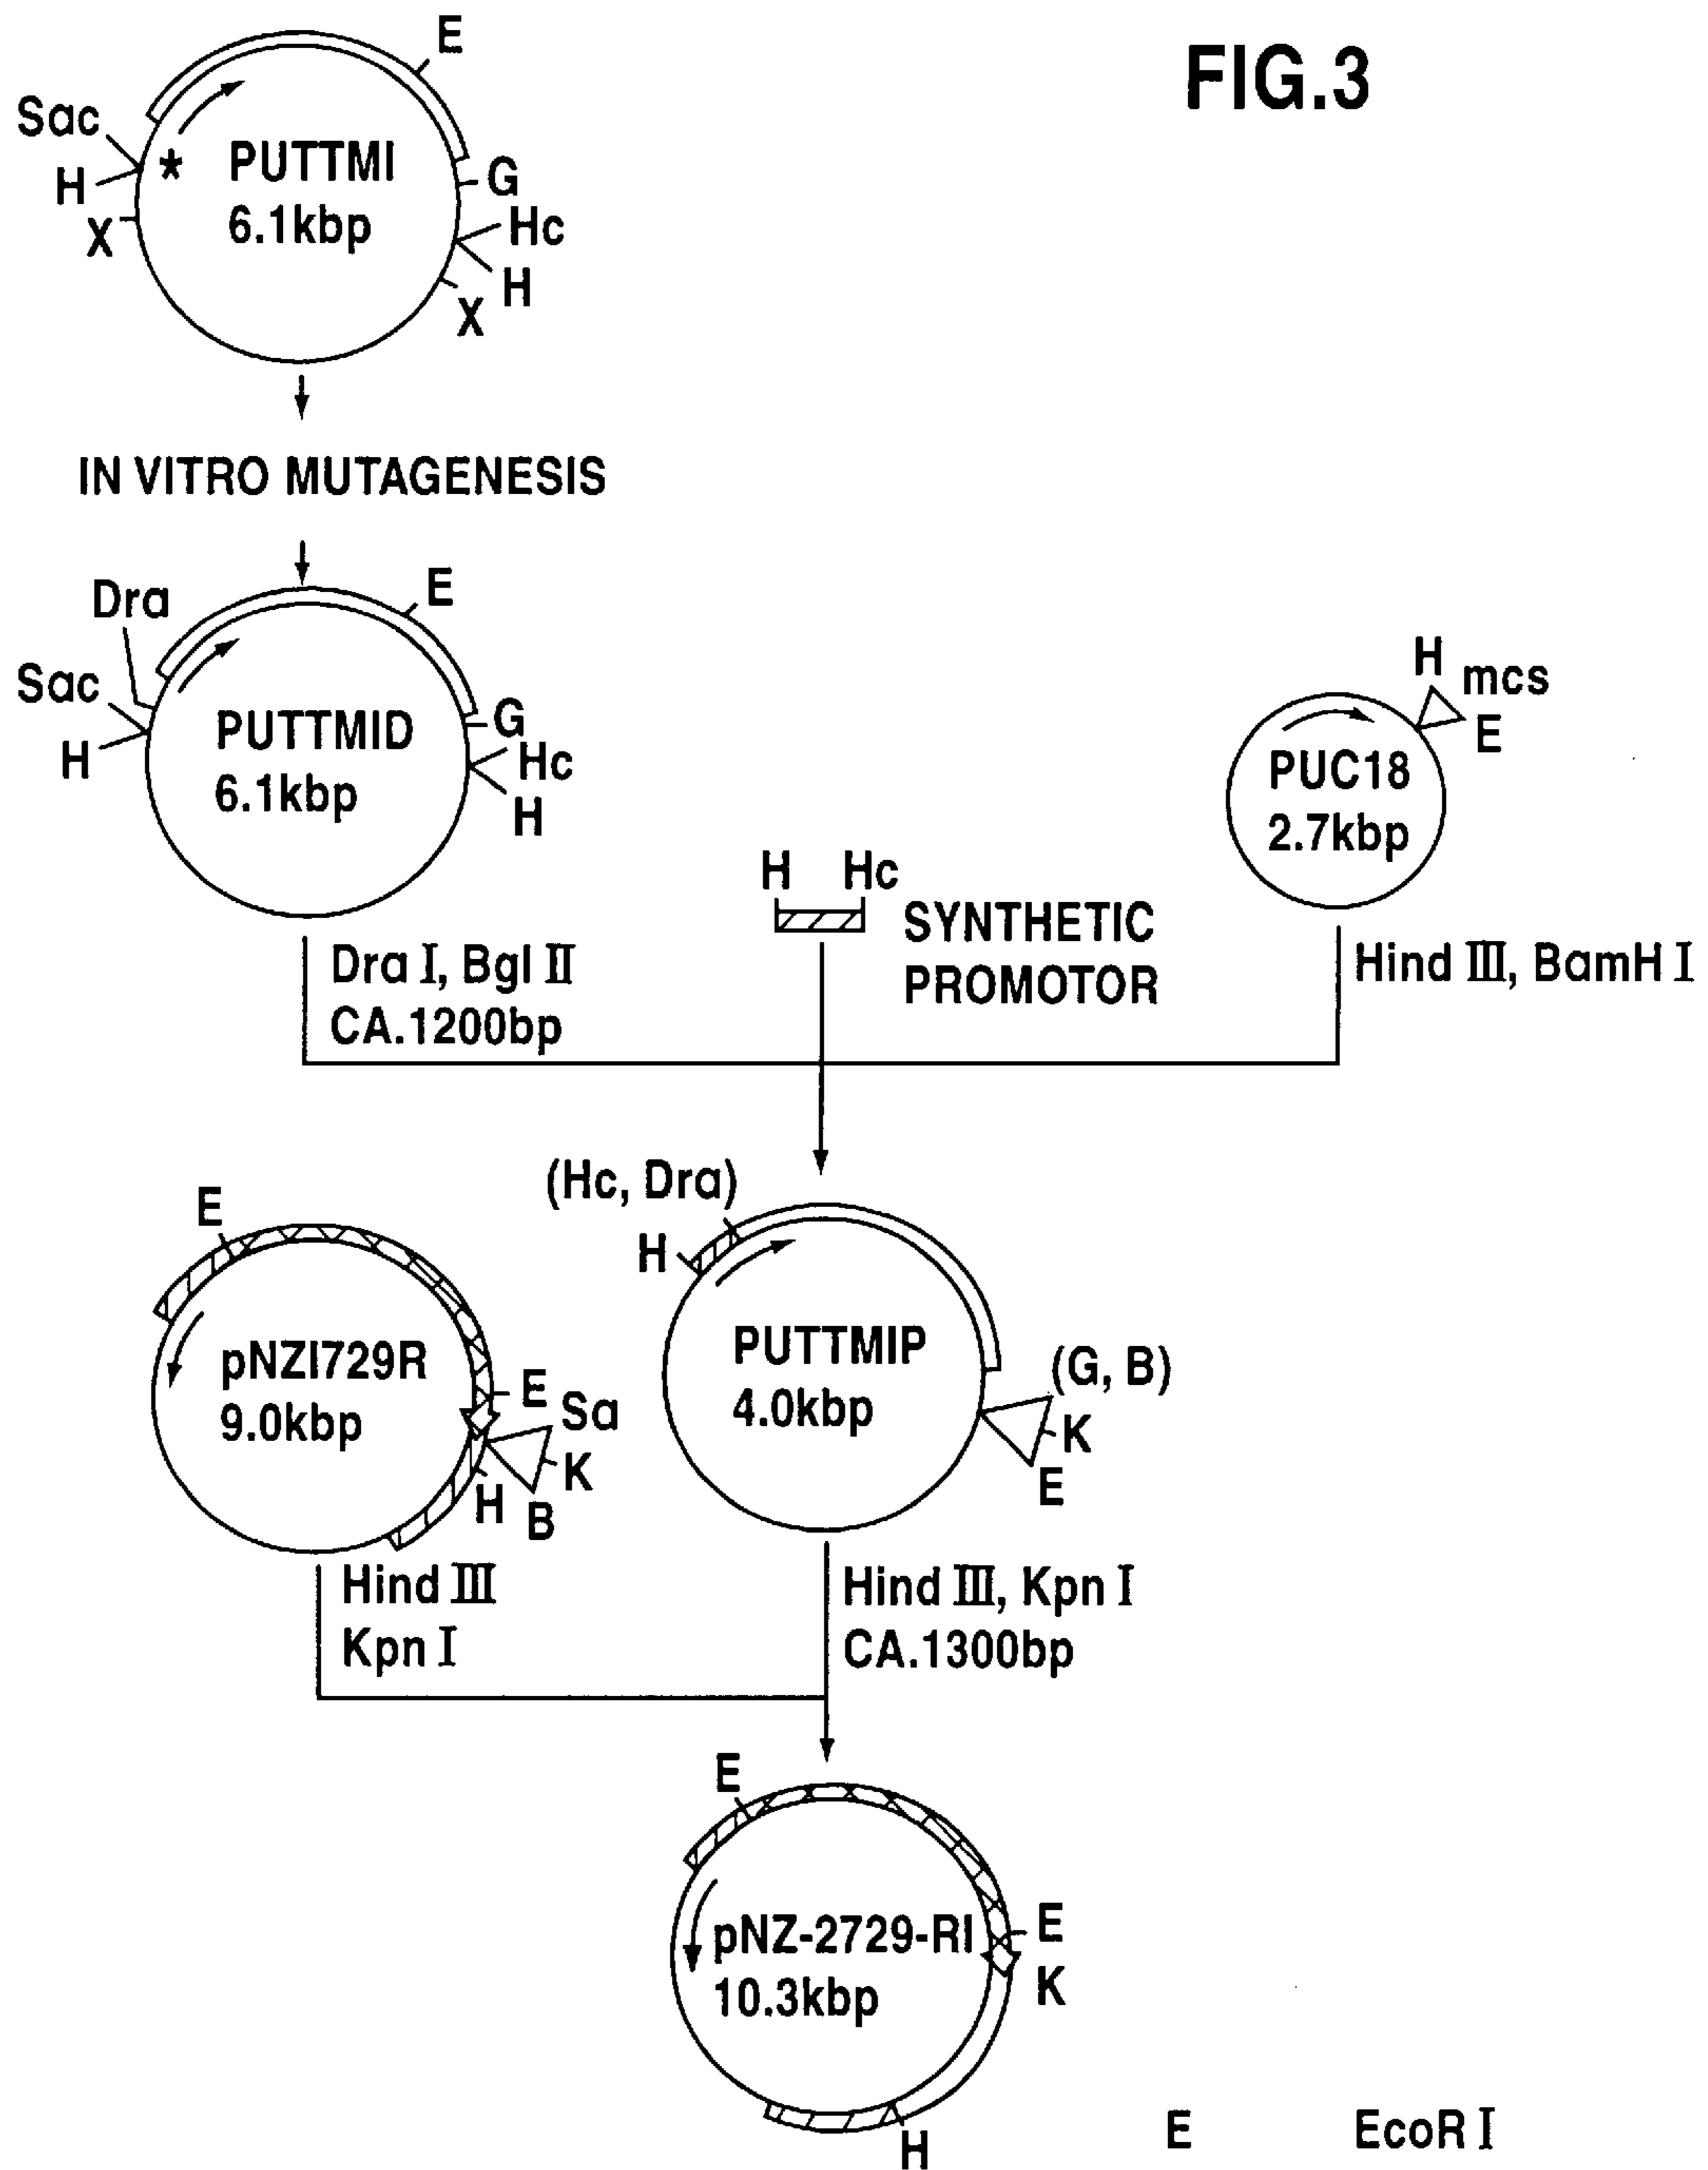 FIG.3
E
Sac
H
X
*
PUTTMI
6.1kbp
G
Hc
H
X
IN VITRO MUTAGENESIS
Dra
E
Sac
H
PUTTMID
6.1kbp
G
Hc
H
H
mcs
E
PUC18
2.7kbp
H Hc
SYNTHETIC
PROMOTOR
Dra I, Bgl II
CA.1200bp
Hind III, BamH I
(Hc, Dra)
H
E
pNZI729R
9.0kbp
E
Sa
K
B
H
PUTTMIP
4.0kbp
(G, B)
K
E
Hind III
Kpn I
Hind III, Kpn I
CA.1300bp
E
pNZ-2729-RI
10.3kbp
E
K
H
E EcoR I